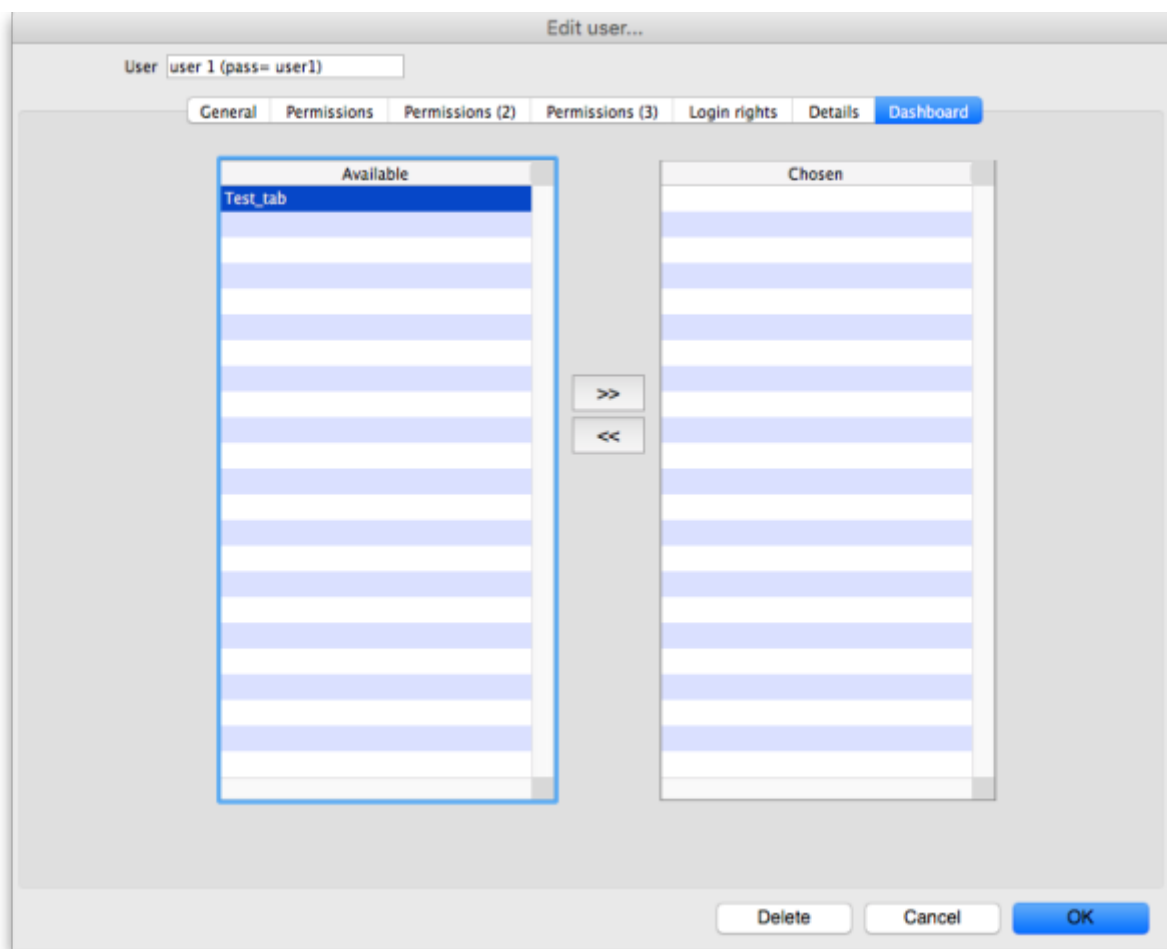 Edit user...
User user 1 (pass= user1)
General Permissions Permissions (2) Permissions (3) Login rights Details Dashboard
Available Chosen
Test_tab
>>
<<
Delete Cancel OK